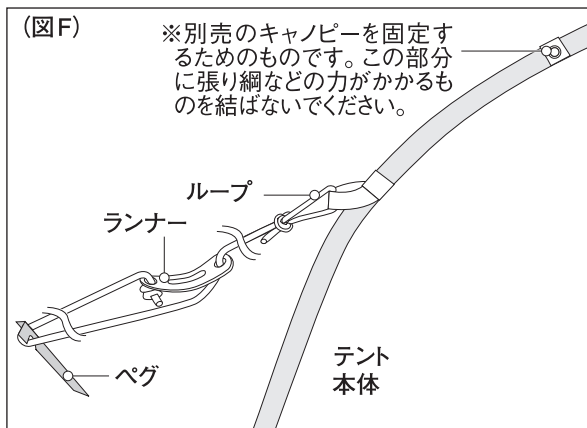 (図F)
※別売のキャノピーを固定す
るためのものです。この部分
に張り綱などの力がかかるも
のを結ばないでください。
ループ
ランナー
ペグ
テント
本体